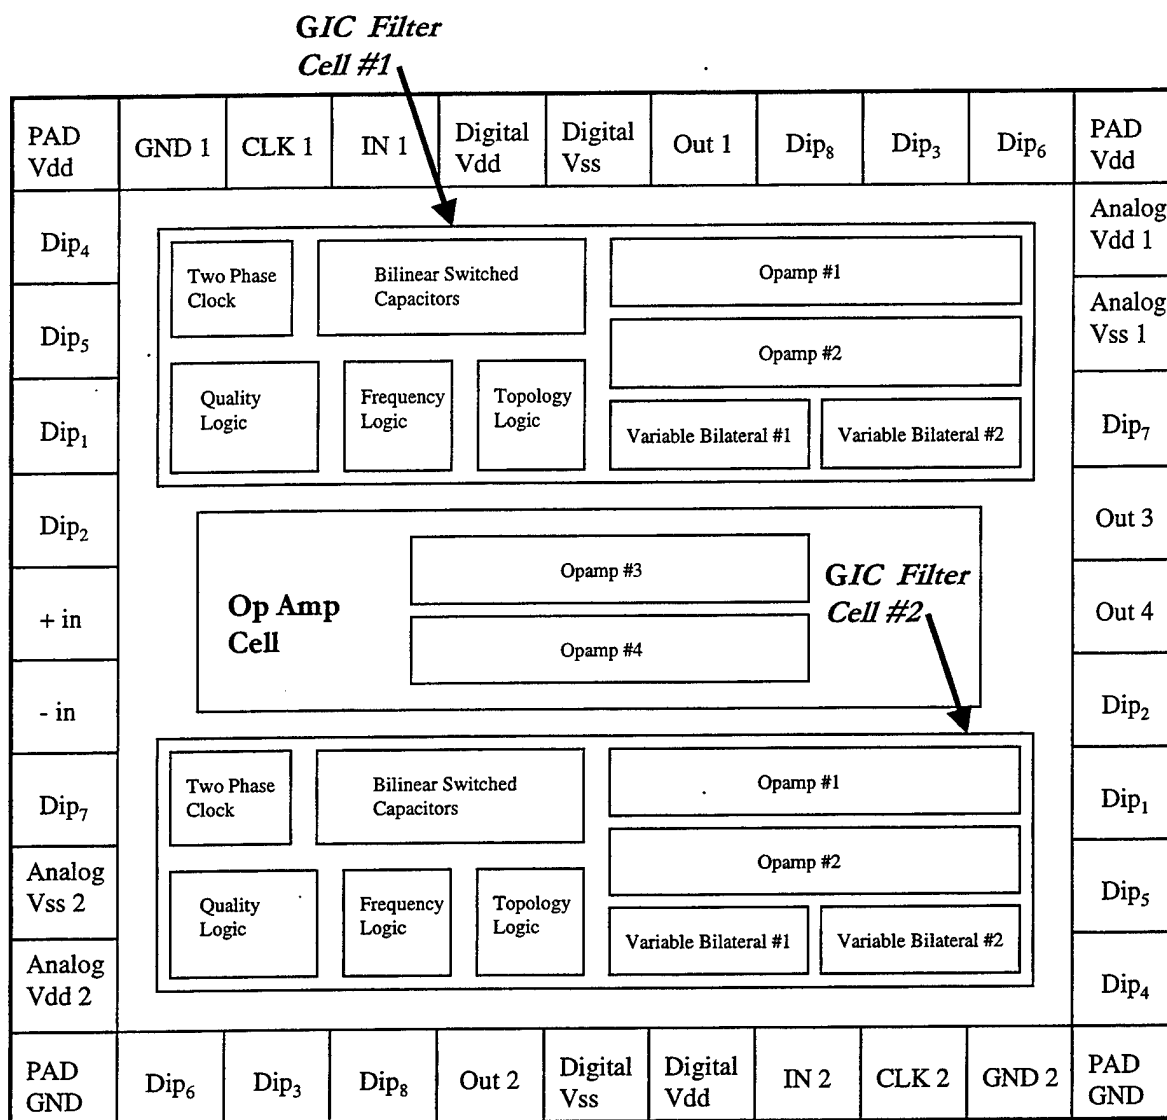 GIC Filter
Cell #1
PAD
Vdd
GND 1
CLK 1
IN 1
Digital
Vdd
Digital
Vss
Out 1
Dip8
Dip3
Dip6
PAD
Vdd
Dip4
Dip5
Dip1
Dip2
+ in
- in
Dip7
Analog
Vss 2
Analog
Vdd 2
Two Phase
Clock
Bilinear Switched
Capacitors
Opamp #1
Opamp #2
Quality
Logic
Frequency
Logic
Topology
Logic
Variable Bilateral #1
Variable Bilateral #2
Op Amp
Cell
Opamp #3
Opamp #4
GIC Filter
Cell #2
Two Phase
Clock
Bilinear Switched
Capacitors
Opamp #1
Opamp #2
Quality
Logic
Frequency
Logic
Topology
Logic
Variable Bilateral #1
Variable Bilateral #2
Analog
Vdd 1
Analog
Vss 1
Dip7
Out 3
Out 4
Dip2
Dip1
Dip5
Dip4
PAD
GND
Dip6
Dip3
Dip8
Out 2
Digital
Vss
Digital
Vdd
IN 2
CLK 2
GND 2
PAD
GND